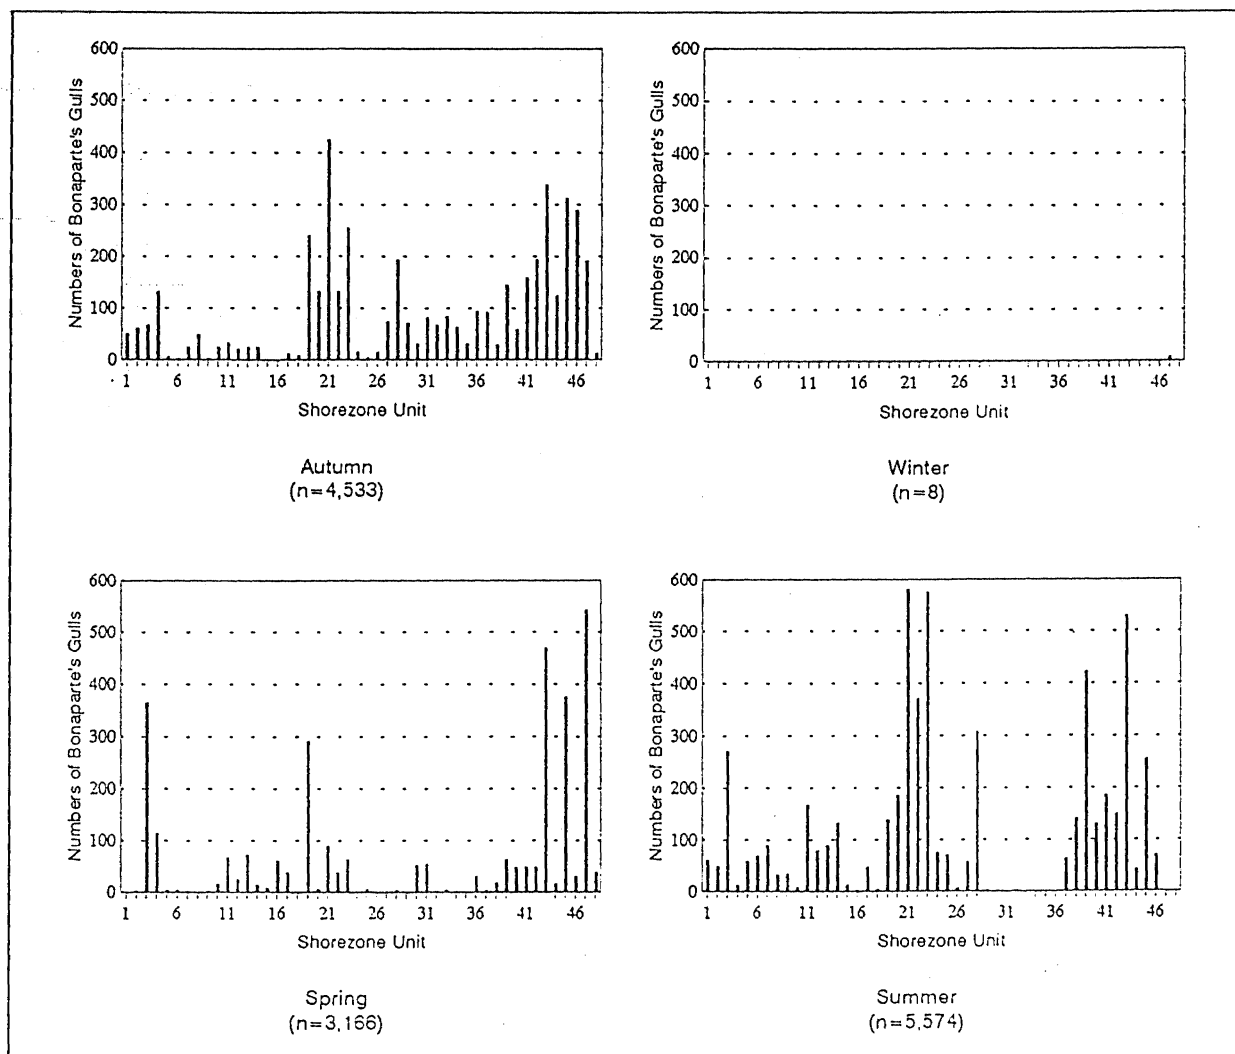 600
500
400
300
200
100
0
Numbers of Bonaparte's Gulls
1 6 11 16 21 26 31 36 41 46
Shorezone Unit
Autumn
(n=4,533)
600
500
400
300
200
100
0
Numbers of Bonaparte's Gulls
1 6 11 16 21 26 31 36 41 46
Shorezone Unit
Winter
(n=8)
600
500
400
300
200
100
0
Numbers of Bonaparte's Gulls
1 6 11 16 21 26 31 36 41 46
Shorezone Unit
Spring
(n=3,166)
600
500
400
300
200
100
0
Numbers of Bonaparte's Gulls
1 6 11 16 21 26 31 36 41 46
Shorezone Unit
Summer
(n=5,574)